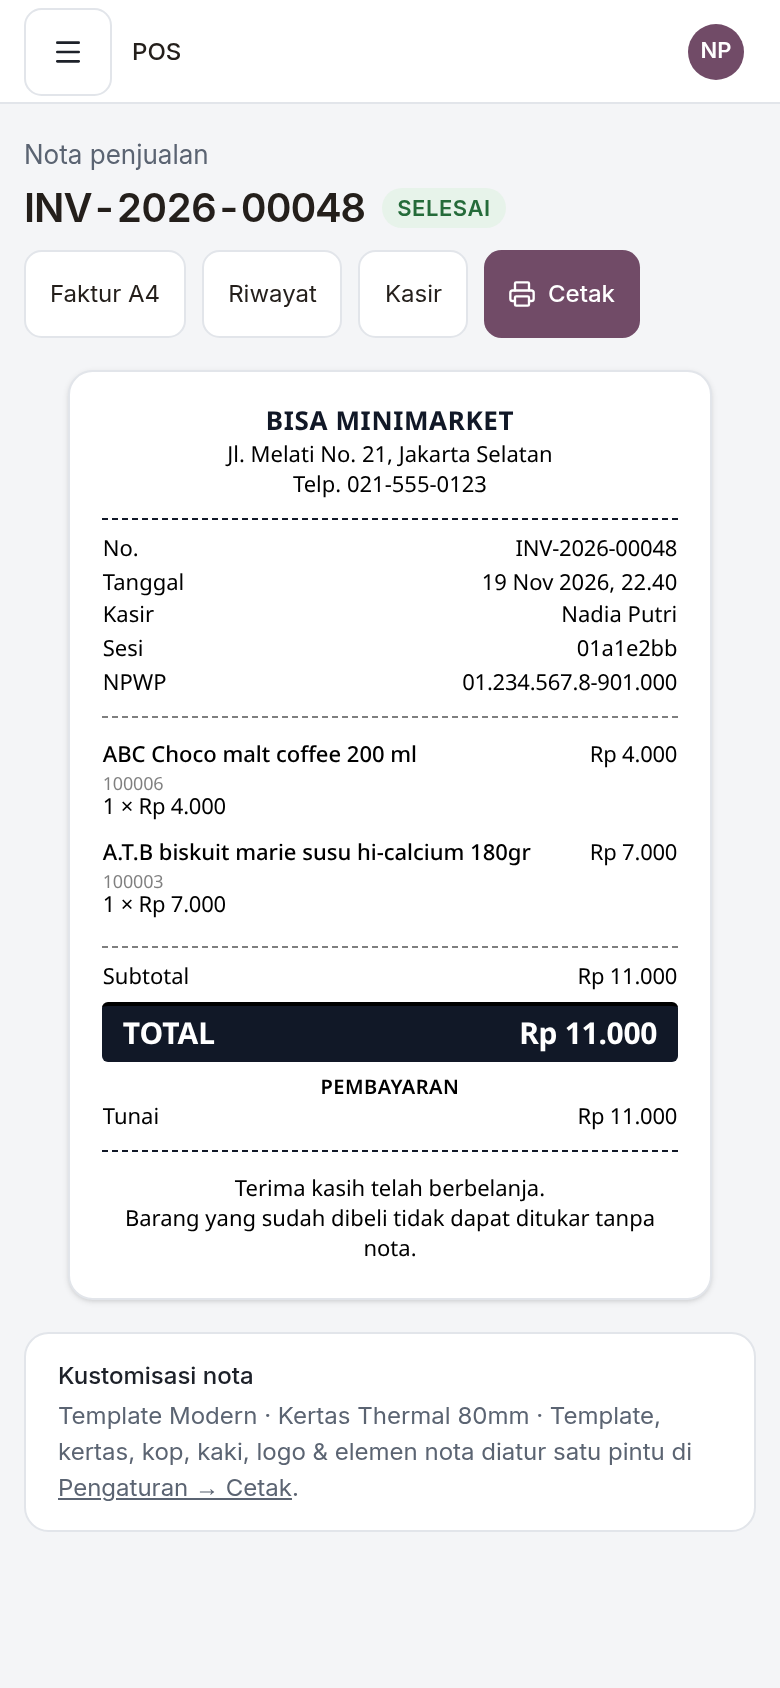 POS
NP
Nota penjualan
INV-2026-00048 SELESAI
Faktur A4 Riwayat Kasir Cetak
BISA MINIMARKET
Jl. Melati No. 21, Jakarta Selatan
Telp. 021-555-0123
No. INV-2026-00048
Tanggal 19 Nov 2026, 22.40
Kasir Nadia Putri
Sesi 01a1e2bb
NPWP 01.234.567.8-901.000
ABC Choco malt coffee 200 ml Rp 4.000
100006
1 × Rp 4.000
A.T.B biskuit marie susu hi-calcium 180gr Rp 7.000
100003
1 × Rp 7.000
Subtotal Rp 11.000
TOTAL Rp 11.000
PEMBAYARAN
Tunai Rp 11.000
Terima kasih telah berbelanja.
Barang yang sudah dibeli tidak dapat ditukar tanpa
nota.
Kustomisasi nota
Template Modern · Kertas Thermal 80mm · Template,
kertas, kop, kaki, logo & elemen nota diatur satu pintu di
Pengaturan → Cetak.